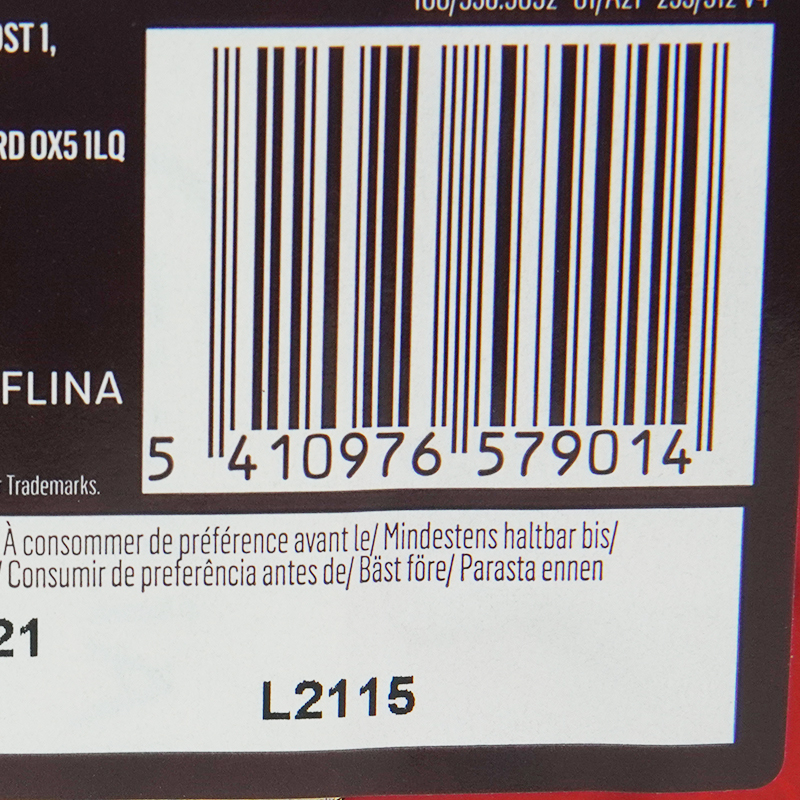 OST 1,
RD OX5 1LQ
FLINA
Trademarks.
5 410976 579014
À consommer de préférence avant le/ Mindestens haltbar bis/
/ Consumir de preferência antes de/ Bäst före/ Parasta ennen
21
L2115